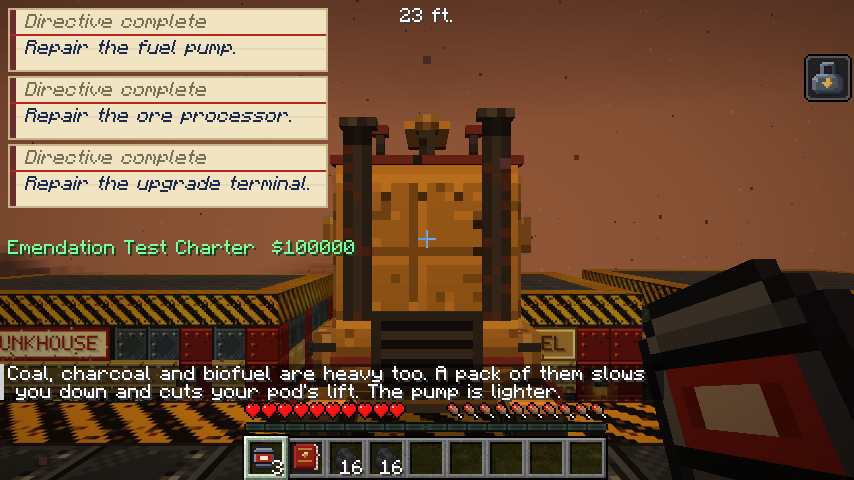 23 ft.
Directive complete
Repair the fuel pump.
Directive complete
Repair the ore processor.
Directive complete
Repair the upgrade terminal.
Emendation Test Charter $100000
UNKHOUSE
EL
Coal, charcoal and biofuel are heavy too. A pack of them slows
you down and cuts your pod's lift. The pump is lighter.
3
16
16